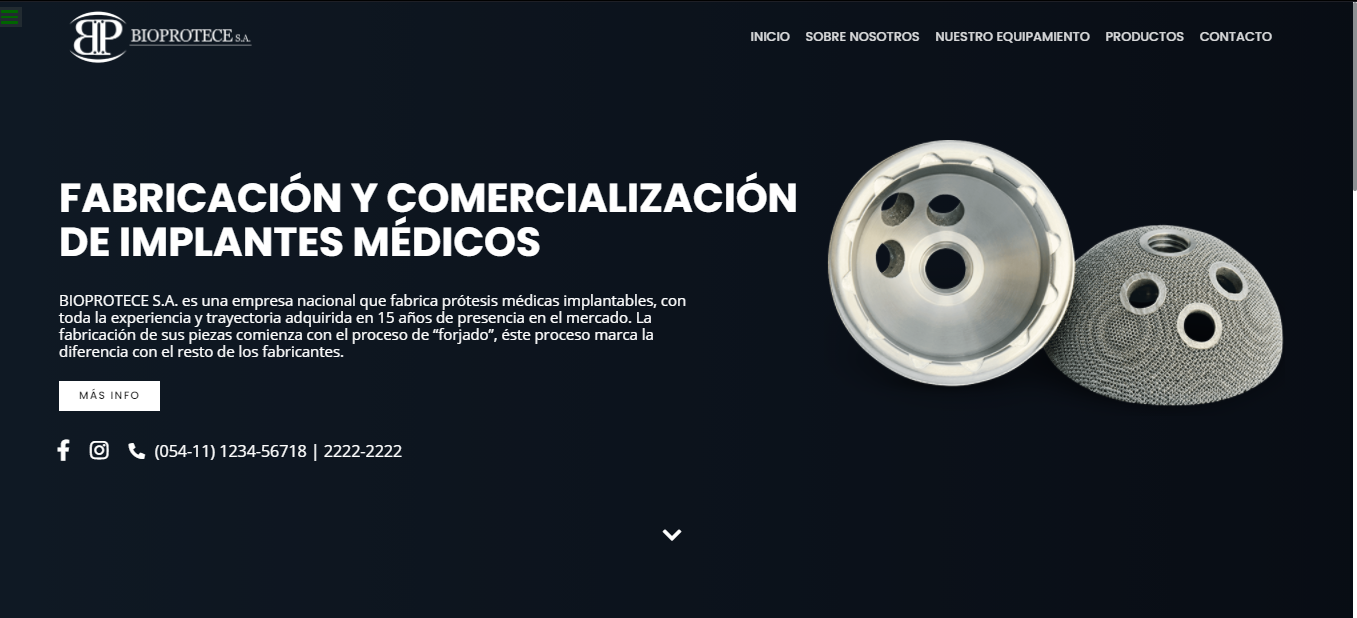 BIOPROTECE S.A.
INICIO SOBRE NOSOTROS NUESTRO EQUIPAMIENTO PRODUCTOS CONTACTO
FABRICACIÓN Y COMERCIALIZACIÓN
DE IMPLANTES MÉDICOS
BIOPROTECE S.A. es una empresa nacional que fabrica prótesis médicas implantables, con
toda la experiencia y trayectoria adquirida en 15 años de presencia en el mercado. La
fabricación de sus piezas comienza con el proceso de “forjado”, éste proceso marca la
diferencia con el resto de los fabricantes.
MÁS INFO
(054-11) 1234-56718 | 2222-2222